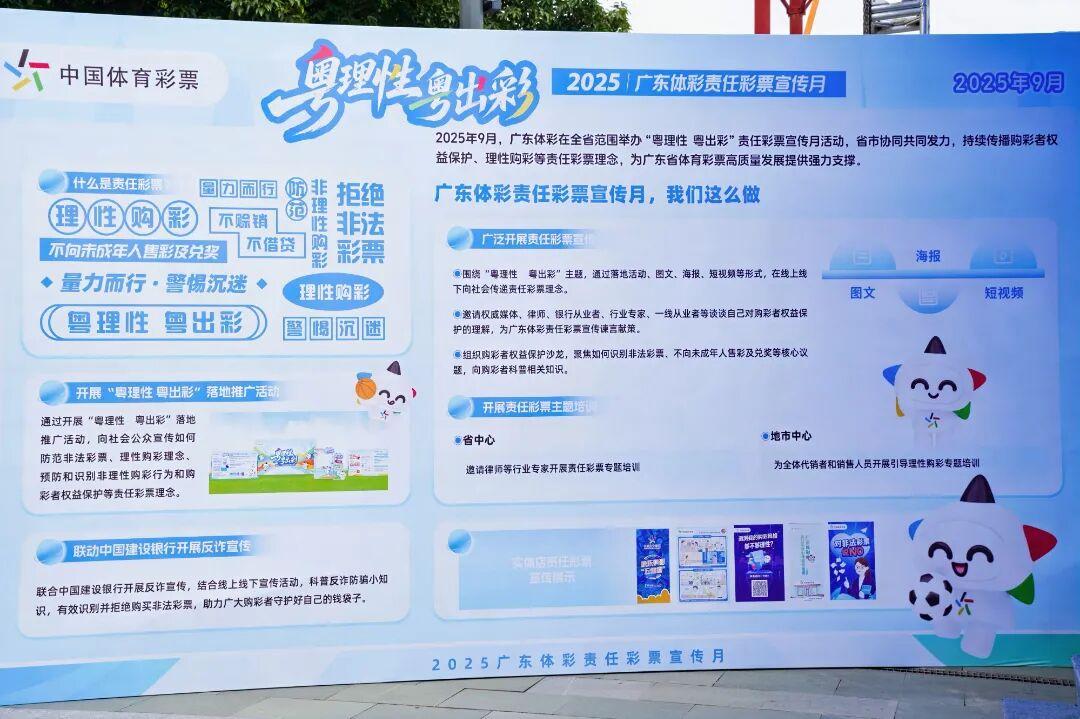 中国体育彩票
粤理性 粤出彩
2025 广东体彩责任彩票宣传月
2025年9月
2025年9月，广东体彩在全省范围举办“粤理性 粤出彩”责任彩票宣传月活动，省市协同共同发力，持续传播购彩者权
益保护、理性购彩等责任彩票理念，为广东省体育彩票高质量发展提供强力支撑。
什么是责任彩票
理性购彩
量力而行
防范
非理性购彩
拒绝
非法
彩票
不赊销
不借贷
不向未成年人售彩及兑奖
量力而行·警惕沉迷
理性购彩
粤理性 粤出彩
警惕沉迷
广东体彩责任彩票宣传月，我们这么做
广泛开展责任彩票宣传
围绕“粤理性 粤出彩”主题，通过落地活动、图文、海报、短视频等形式，在线上线
下向社会传递责任彩票理念。
邀请权威媒体、律师、银行从业者、行业专家、一线从业者等谈谈自己对购彩者权益保
护的理解，为广东体彩责任彩票宣传谏言献策。
组织购彩者权益保护沙龙，聚焦如何识别非法彩票、不向未成年人售彩及兑奖等核心议
题，向购彩者科普相关知识。
海报
图文
短视频
开展责任彩票主题培训
省中心
邀请律师等行业专家开展责任彩票专题培训
地市中心
为全体代销者和销售人员开展引导理性购彩专题培训
开展“粤理性 粤出彩”落地推广活动
通过开展“粤理性 粤出彩”落地
推广活动，向社会公众宣传如何
防范非法彩票、理性购彩理念、
预防和识别非理性购彩行为和购
彩者权益保护等责任彩票理念。
联动中国建设银行开展反诈宣传
联合中国建设银行开展反诈宣传，结合线上线下宣传活动，科普反诈防骗小知
识，有效识别并拒绝购买非法彩票，助力广大购彩者守护好自己的钱袋子。
实体店责任彩票
宣传展示
对非法彩票
说NO
2025广东体彩责任彩票宣传月